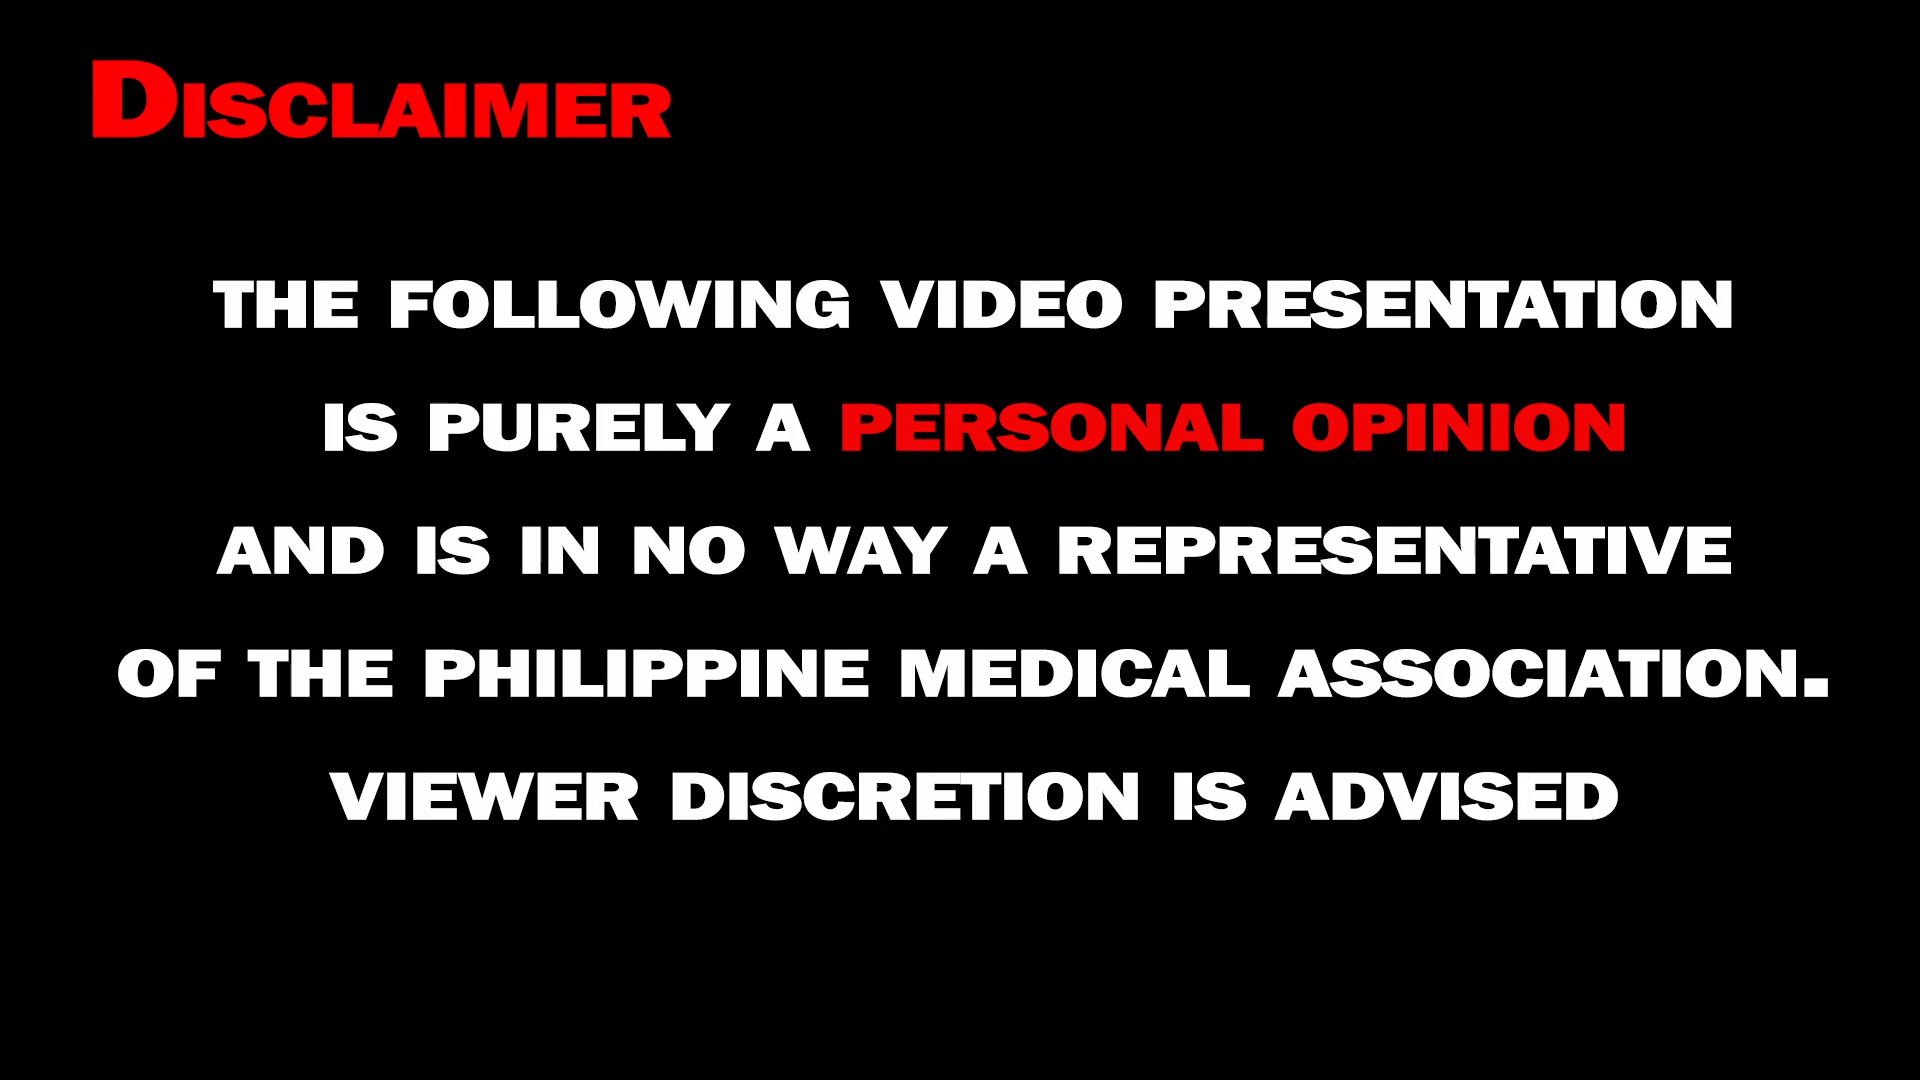 DISCLAIMER
THE FOLLOWING VIDEO PRESENTATION
IS PURELY A PERSONAL OPINION
AND IS IN NO WAY A REPRESENTATIVE
OF THE PHILIPPINE MEDICAL ASSOCIATION.
VIEWER DISCRETION IS ADVISED